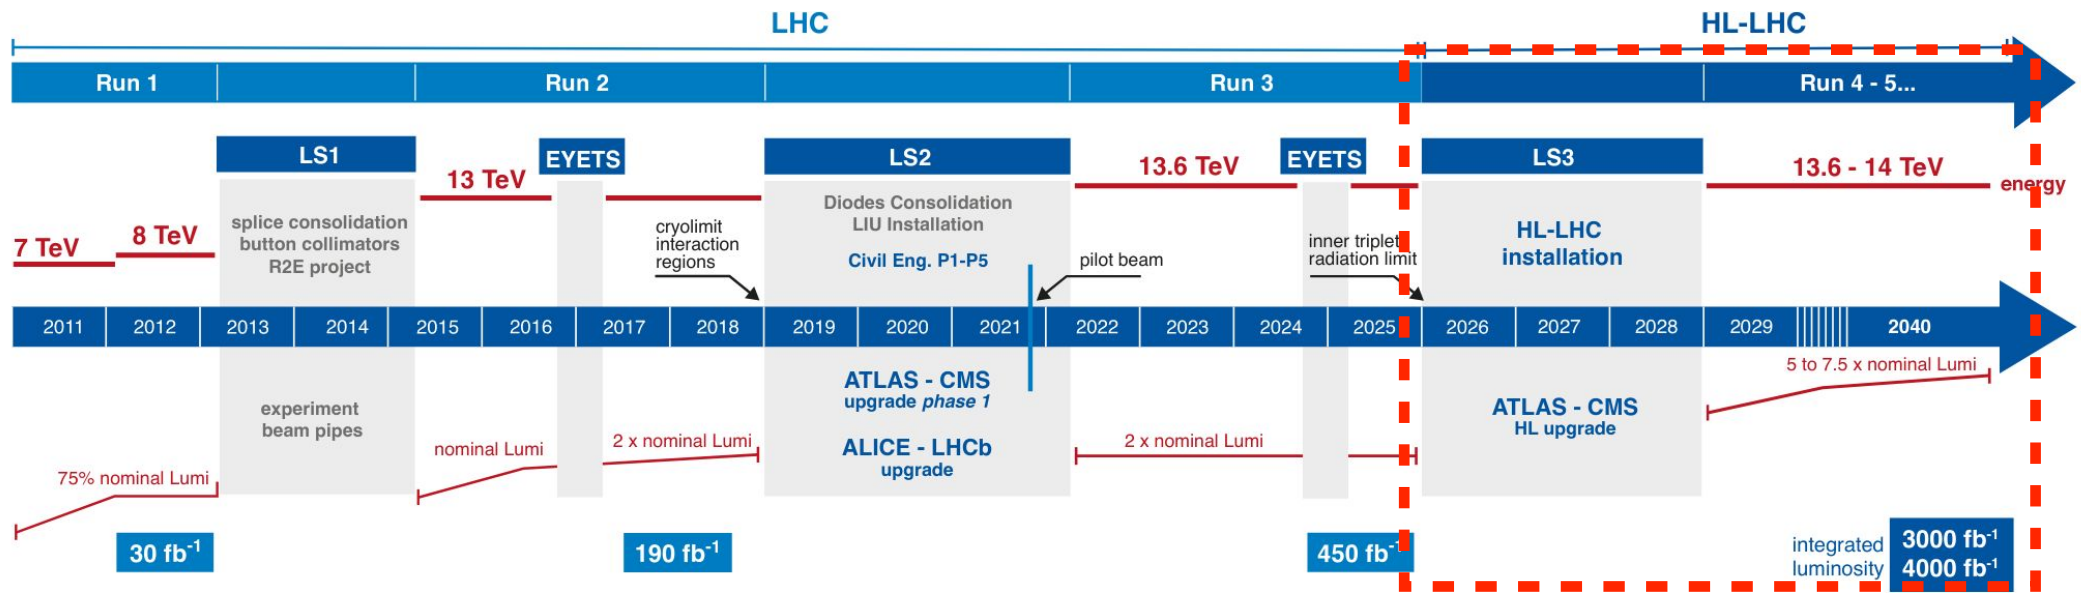 LHC
HL-LHC
Run 1
Run 2
Run 3
Run 4 - 5...
LS1
EYETS
LS2
EYETS
LS3
13 TeV
13.6 TeV
13.6 - 14 TeV
energy
7 TeV
8 TeV
splice consolidation
button collimators
R2E project
cryolimit
interaction
regions
Diodes Consolidation
LIU Installation
Civil Eng. P1-P5
pilot beam
inner triplet
radiation limit
HL-LHC
installation
2011
2012
2013
2014
2015
2016
2017
2018
2019
2020
2021
2022
2023
2024
2025
2026
2027
2028
2029
2040
5 to 7.5 x nominal Lumi
experiment
beam pipes
ATLAS - CMS
upgrade phase 1
ALICE - LHCb
upgrade
ATLAS - CMS
HL upgrade
75% nominal Lumi
nominal Lumi
2 x nominal Lumi
2 x nominal Lumi
30 fb-1
190 fb-1
450 fb-1
integrated
luminosity
3000 fb-1
4000 fb-1